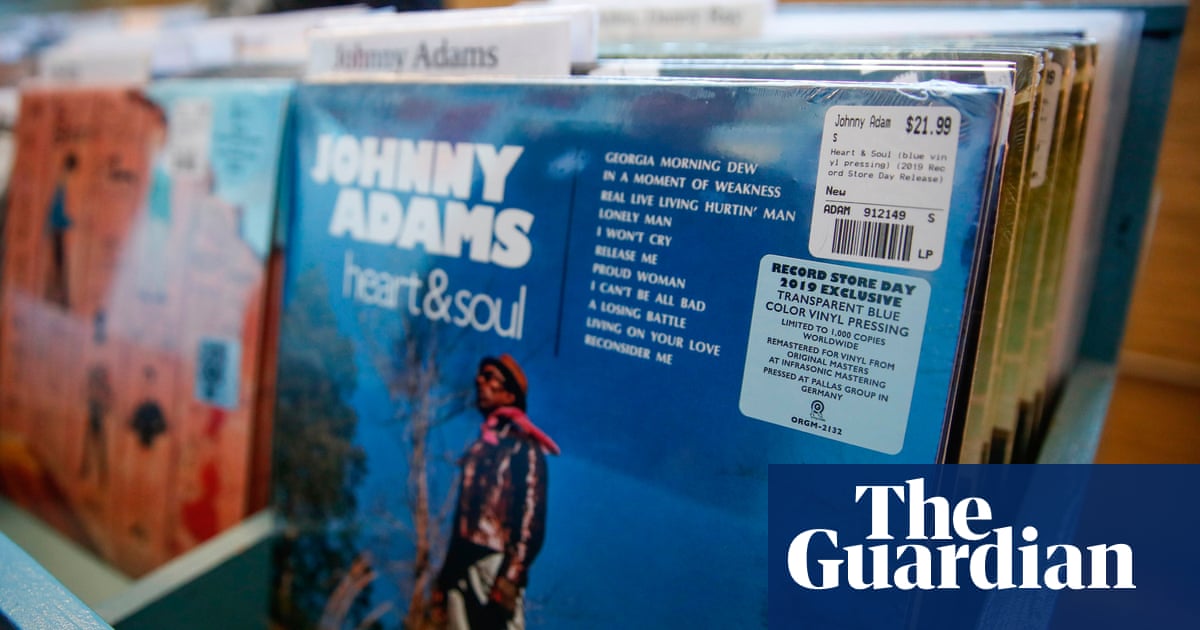 Johnny Adams
JOHNNY
ADAMS
heart&soul
GEORGIA MORNING DEW
IN A MOMENT OF WEAKNESS
REAL LIVE LIVING HURTIN' MAN
LONELY MAN
I WON'T CRY
RELEASE ME
PROUD WOMAN
I CAN'T BE ALL BAD
A LOSING BATTLE
LIVING ON YOUR LOVE
RECONSIDER ME
Johnny Adam $21.99
s
Heart & Soul (blue vin
yl pressing) (2019 Rec
ord Store Day Release)
New
ADAM 912149 S
LP
RECORD STORE DAY
2019 EXCLUSIVE
TRANSPARENT BLUE
COLOR VINYL PRESSING
LIMITED TO 1,000 COPIES
WORLDWIDE
REMASTERED FOR VINYL FROM
ORIGINAL MASTERS
AT INFRASONIC MASTERING
PRESSED AT PALLAS GROUP IN
GERMANY
ORGM-2132
The
Guardian